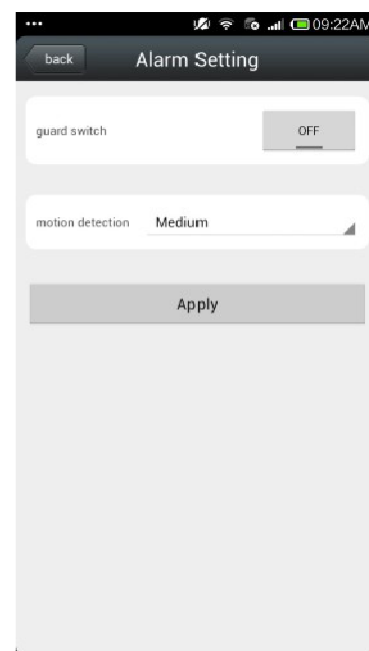 09:22AM
back Alarm Setting
guard switch OFF
motion detection Medium
Apply